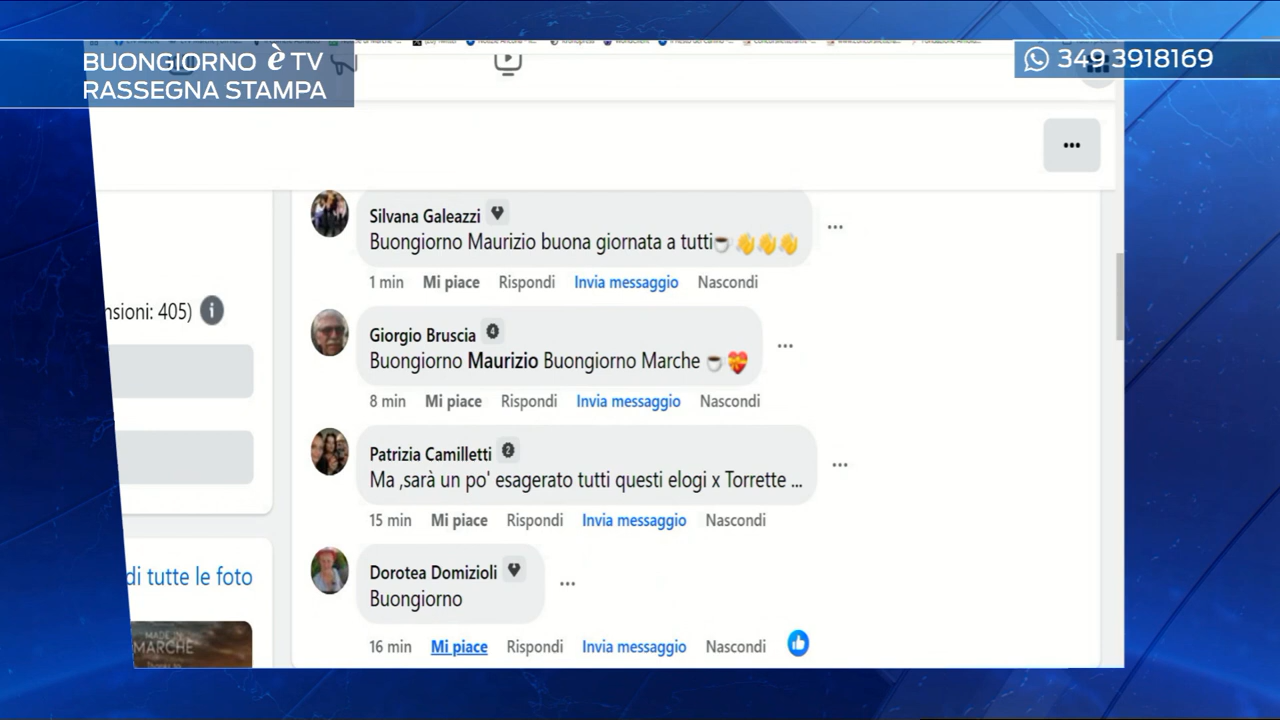 BUONGIORNO è TV
RASSEGNA STAMPA
349 3918169
Silvana Galeazzi
Buongiorno Maurizio buona giornata a tutti☕👋👋👋
1 min Mi piace Rispondi Invia messaggio Nascondi
nsioni: 405)
Giorgio Bruscia
Buongiorno Maurizio Buongiorno Marche ☕💝
8 min Mi piace Rispondi Invia messaggio Nascondi
Patrizia Camilletti
Ma ,sarà un po' esagerato tutti questi elogi x Torrette ...
15 min Mi piace Rispondi Invia messaggio Nascondi
di tutte le foto
Dorotea Domizioli
Buongiorno
16 min Mi piace Rispondi Invia messaggio Nascondi
MADE IN
MARCHE